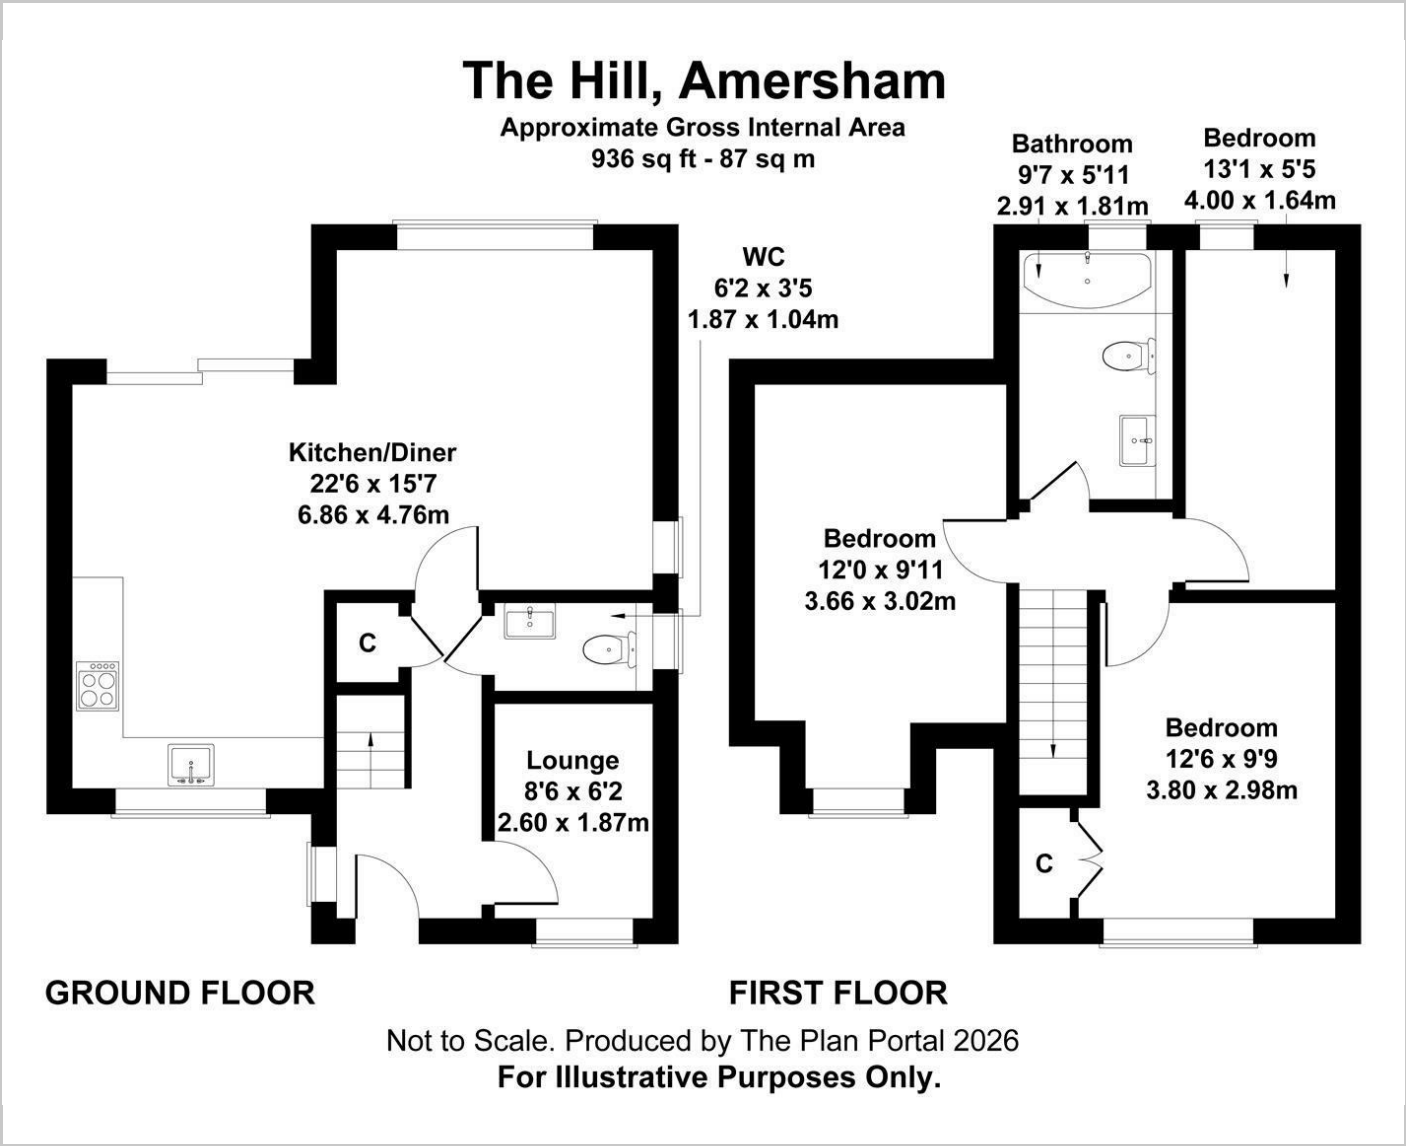 The Hill, Amersham
Approximate Gross Internal Area
936 sq ft - 87 sq m
Bathroom
9'7 x 5'11
2.91 x 1.81m
Bedroom
13'1 x 5'5
4.00 x 1.64m
WC
6'2 x 3'5
1.87 x 1.04m
Kitchen/Diner
22'6 x 15'7
6.86 x 4.76m
Bedroom
12'0 x 9'11
3.66 x 3.02m
C
Lounge
8'6 x 6'2
2.60 x 1.87m
Bedroom
12'6 x 9'9
3.80 x 2.98m
C
GROUND FLOOR
FIRST FLOOR
Not to Scale. Produced by The Plan Portal 2026
For Illustrative Purposes Only.